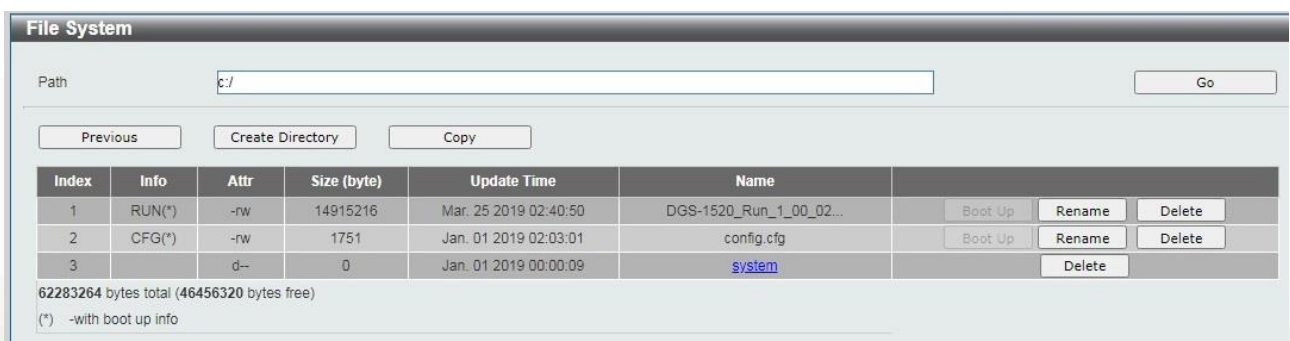 File System
Path c:/ Go
Previous Create Directory Copy
Index Info Attr Size (byte) Update Time Name
1 RUN(*) -rw 14915216 Mar. 25 2019 02:40:50 DGS-1520_Run_1_00_02... Boot Up Rename Delete
2 CFG(*) -rw 1751 Jan. 01 2019 02:03:01 config.cfg Boot Up Rename Delete
3 d-- 0 Jan. 01 2019 00:00:09 system Delete
62283264 bytes total (46456320 bytes free)
(*) -with boot up info